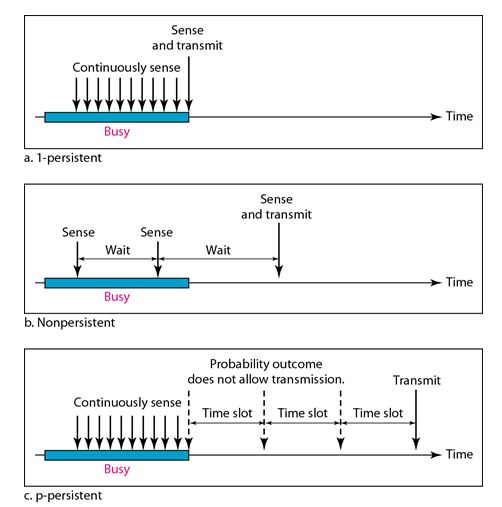 Sense
and transmit
Continuously sense
Time
Busy
a. 1-persistent
Sense
and transmit
Sense
Sense
Wait
Wait
Time
Busy
b. Nonpersistent
Probability outcome
does not allow transmission.
Transmit
Continuously sense
Time slot
Time slot
Time slot
Time
Busy
c. p-persistent